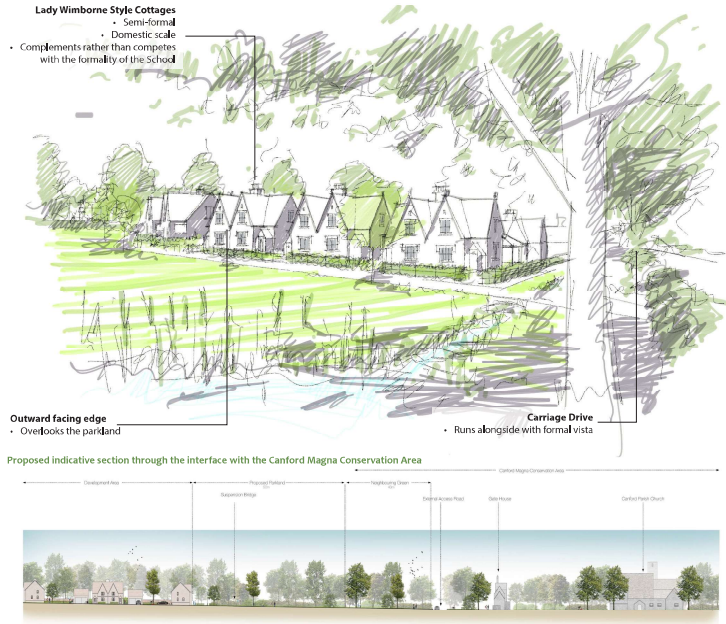 Lady Wimborne Style Cottages
• Semi-formal
• Domestic scale
• Complements rather than competes
with the formality of the School
Outward facing edge
• Overlooks the parkland
Carriage Drive
• Runs alongside with formal vista
Proposed indicative section through the interface with the Canford Magna Conservation Area
Canford Magna Conservation Area
Development Area
Proposed Parkland
Neighbouring Green
Suspension Bridge
External Access Road
Gate House
Canford Parish Church